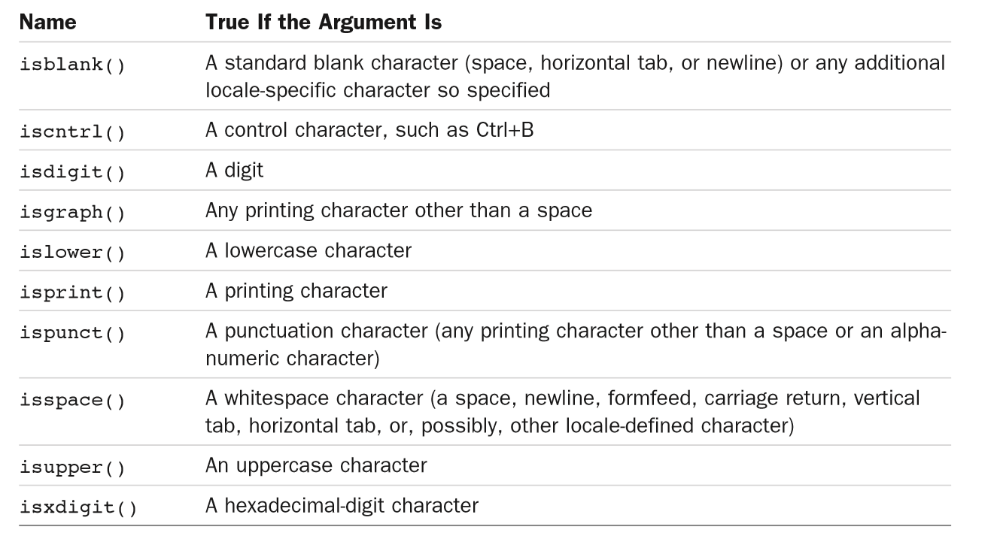 Name True If the Argument Is
isblank() A standard blank character (space, horizontal tab, or newline) or any additional
locale-specific character so specified
iscntrl() A control character, such as Ctrl+B
isdigit() A digit
isgraph() Any printing character other than a space
islower() A lowercase character
isprint() A printing character
ispunct() A punctuation character (any printing character other than a space or an alpha-
numeric character)
isspace() A whitespace character (a space, newline, formfeed, carriage return, vertical
tab, horizontal tab, or, possibly, other locale-defined character)
isupper() An uppercase character
isxdigit() A hexadecimal-digit character